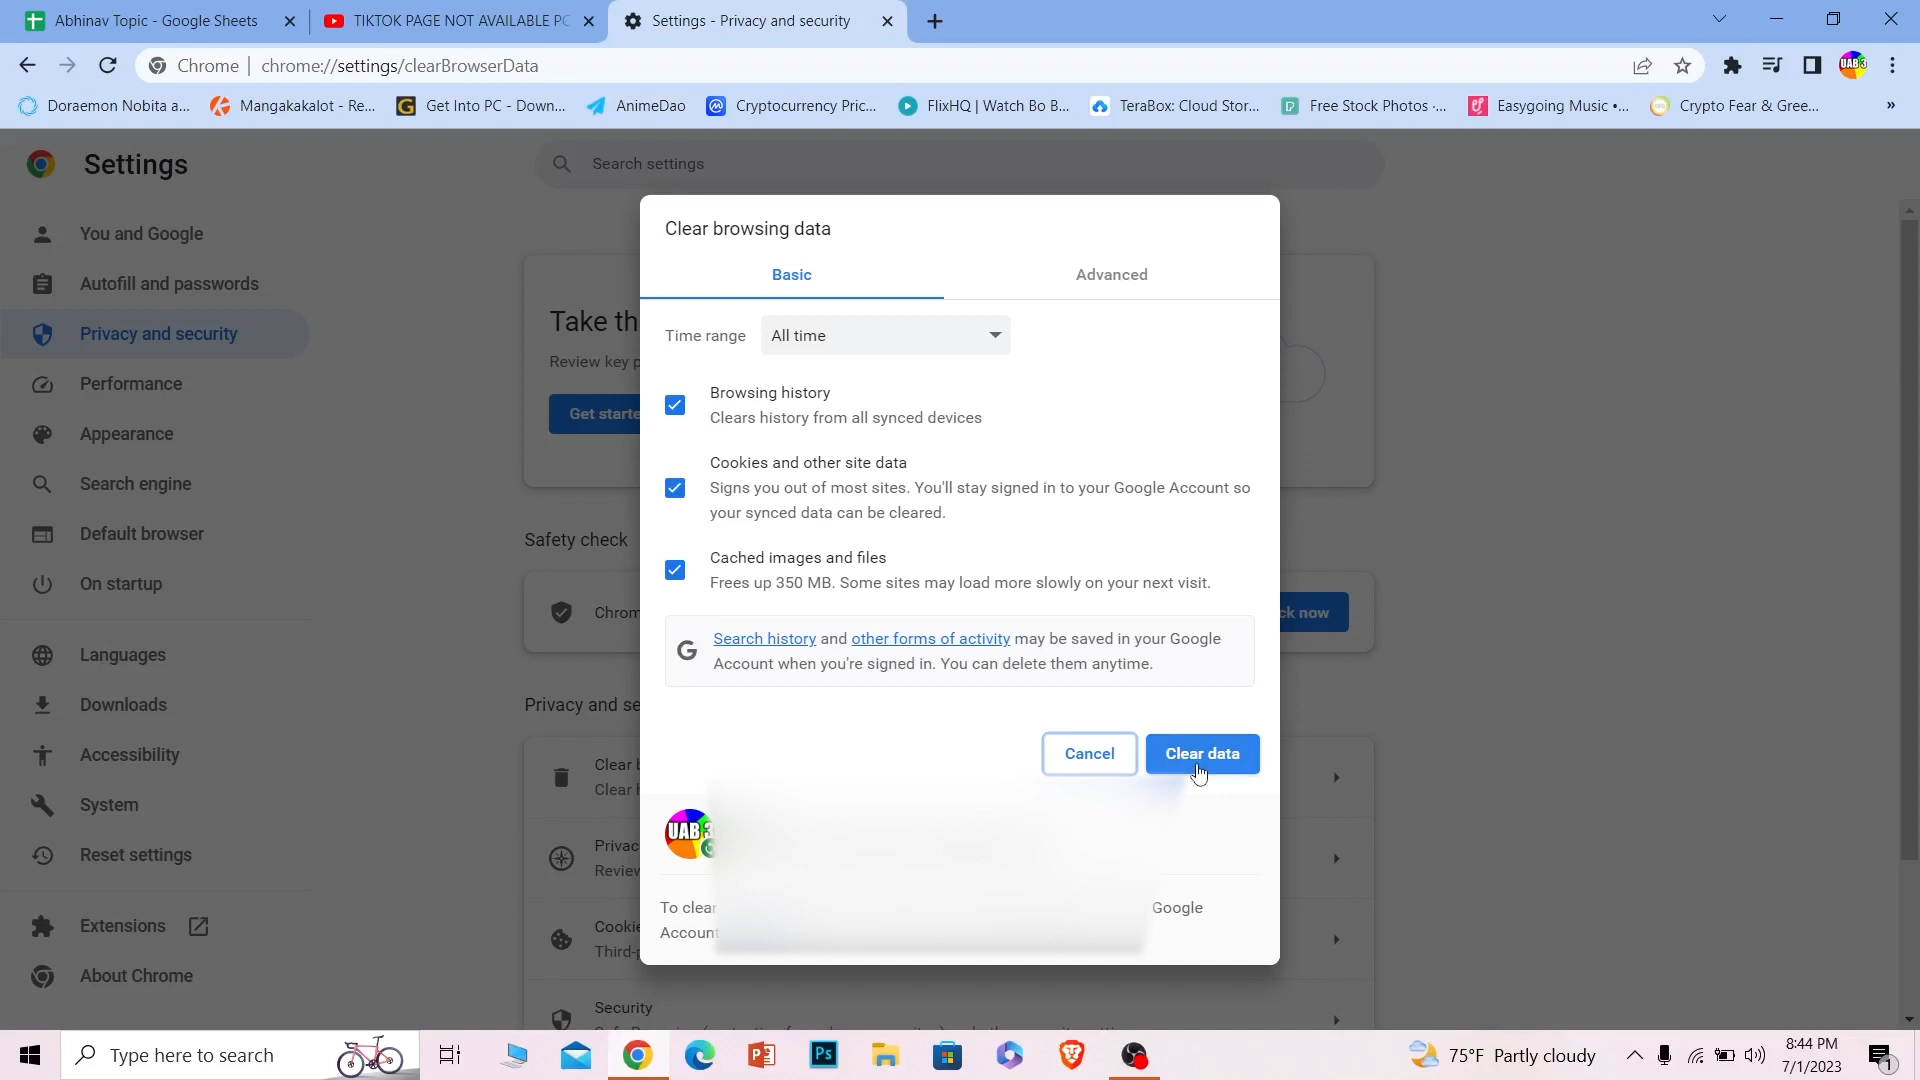 Abhinav Topic - Google Sheets
TIKTOK PAGE NOT AVAILABLE PC
Settings - Privacy and security
Chrome | chrome://settings/clearBrowserData
UAB 3
Doraemon Nobita a...
Mangakakalot - Re...
Get Into PC - Down...
AnimeDao
Cryptocurrency Pric...
FlixHQ | Watch Bo B...
TeraBox: Cloud Stor...
Free Stock Photos ·...
Easygoing Music •...
Crypto Fear & Gree...
»
Settings
Search settings
You and Google
Autofill and passwords
Privacy and security
Performance
Appearance
Search engine
Default browser
On startup
Languages
Downloads
Accessibility
System
Reset settings
Extensions
About Chrome
Take th
Review key p
Get starte
Safety check
Chrom
ck now
Privacy and se
Clear b
Clear h
Privac
Review
Cookie
Third-p
Security
Clear browsing data
Basic
Advanced
Time range
All time
Browsing history
Clears history from all synced devices
Cookies and other site data
Signs you out of most sites. You'll stay signed in to your Google Account so
your synced data can be cleared.
Cached images and files
Frees up 350 MB. Some sites may load more slowly on your next visit.
G
Search history and other forms of activity may be saved in your Google
Account when you're signed in. You can delete them anytime.
Cancel
Clear data
UAB 3
To clear
Google
Account
Type here to search
Ps
75°F Partly cloudy
8:44 PM
7/1/2023
1